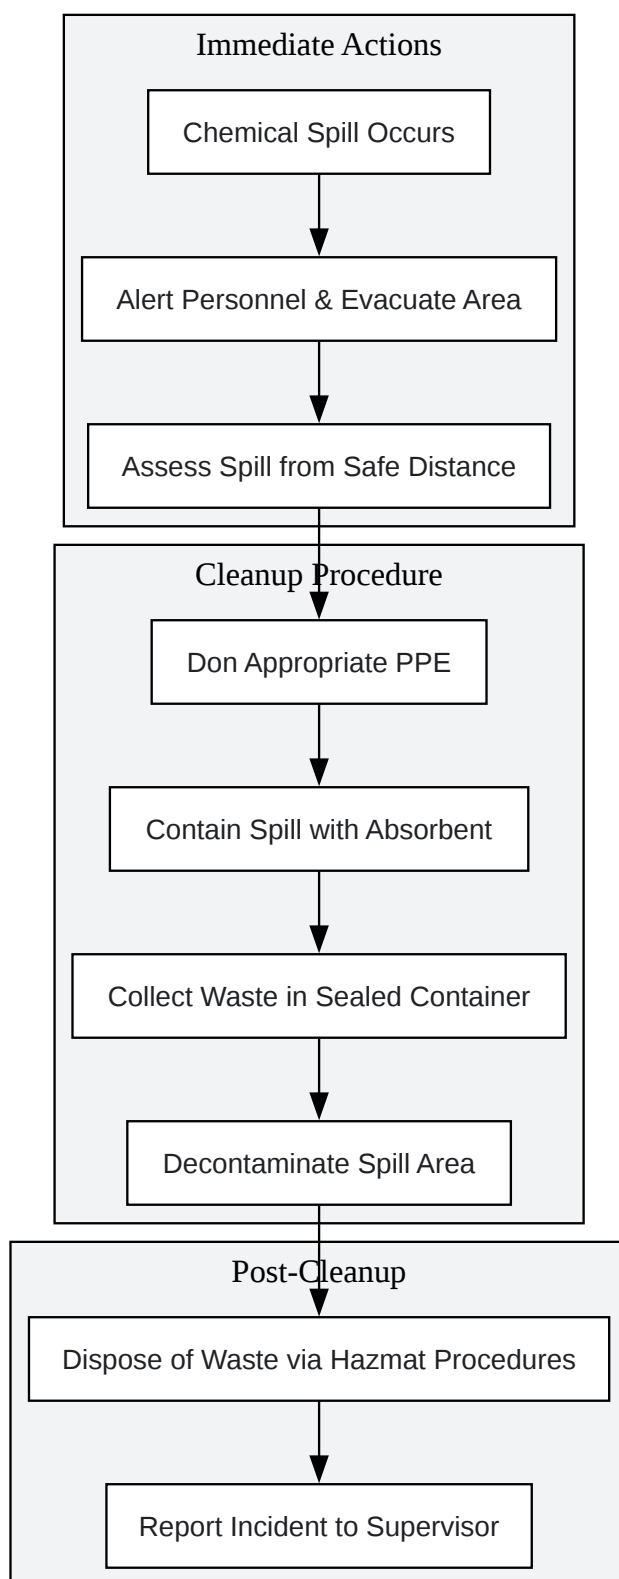 Immediate Actions
Chemical Spill Occurs
Alert Personnel & Evacuate Area
Assess Spill from Safe Distance
Cleanup Procedure
Don Appropriate PPE
Contain Spill with Absorbent
Collect Waste in Sealed Container
Decontaminate Spill Area
Post-Cleanup
Dispose of Waste via Hazmat Procedures
Report Incident to Supervisor